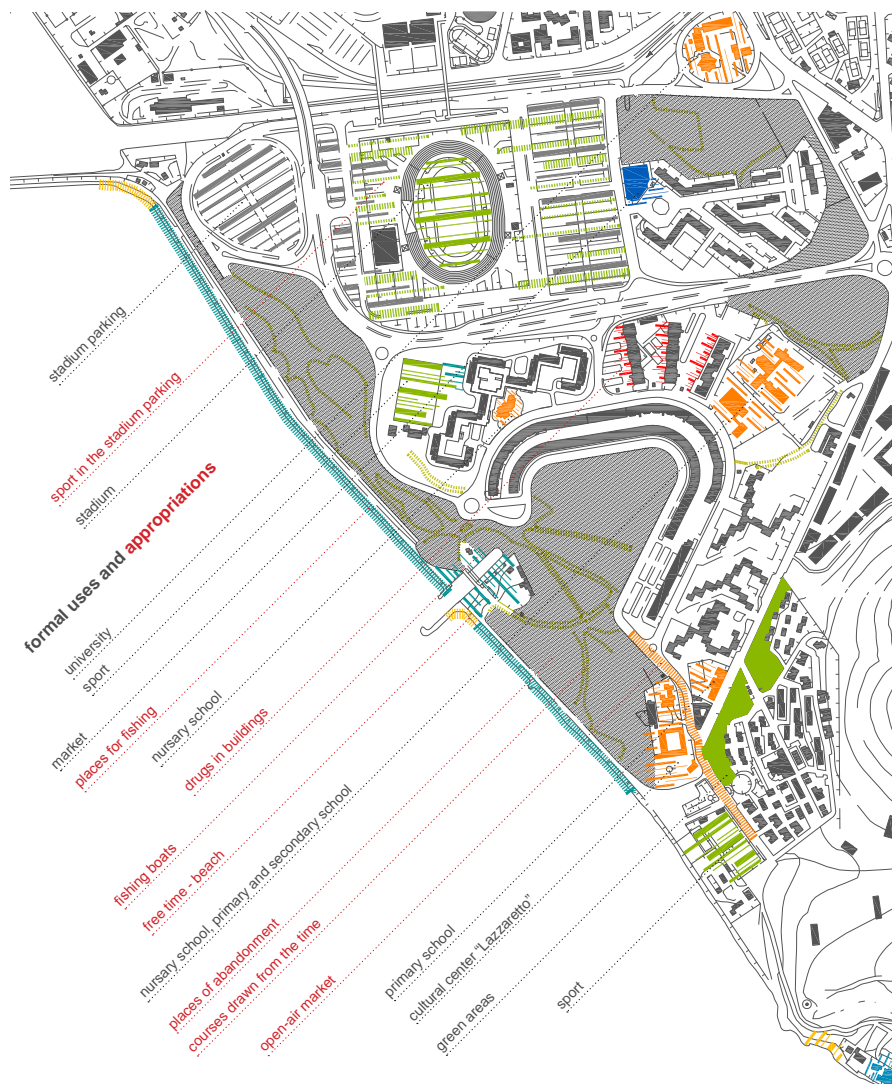 stadium parking
sport in the stadium parking
stadium
formal uses and appropriations
university
sport
market
places for fishing
nursary school
drugs in buildings
fishing boats
free time - beach
nursary school, primary and secondary school
places of abandonment
courses drawn from the time
open-air market
primary school
cultural center "Lazzaretto"
green areas
sport